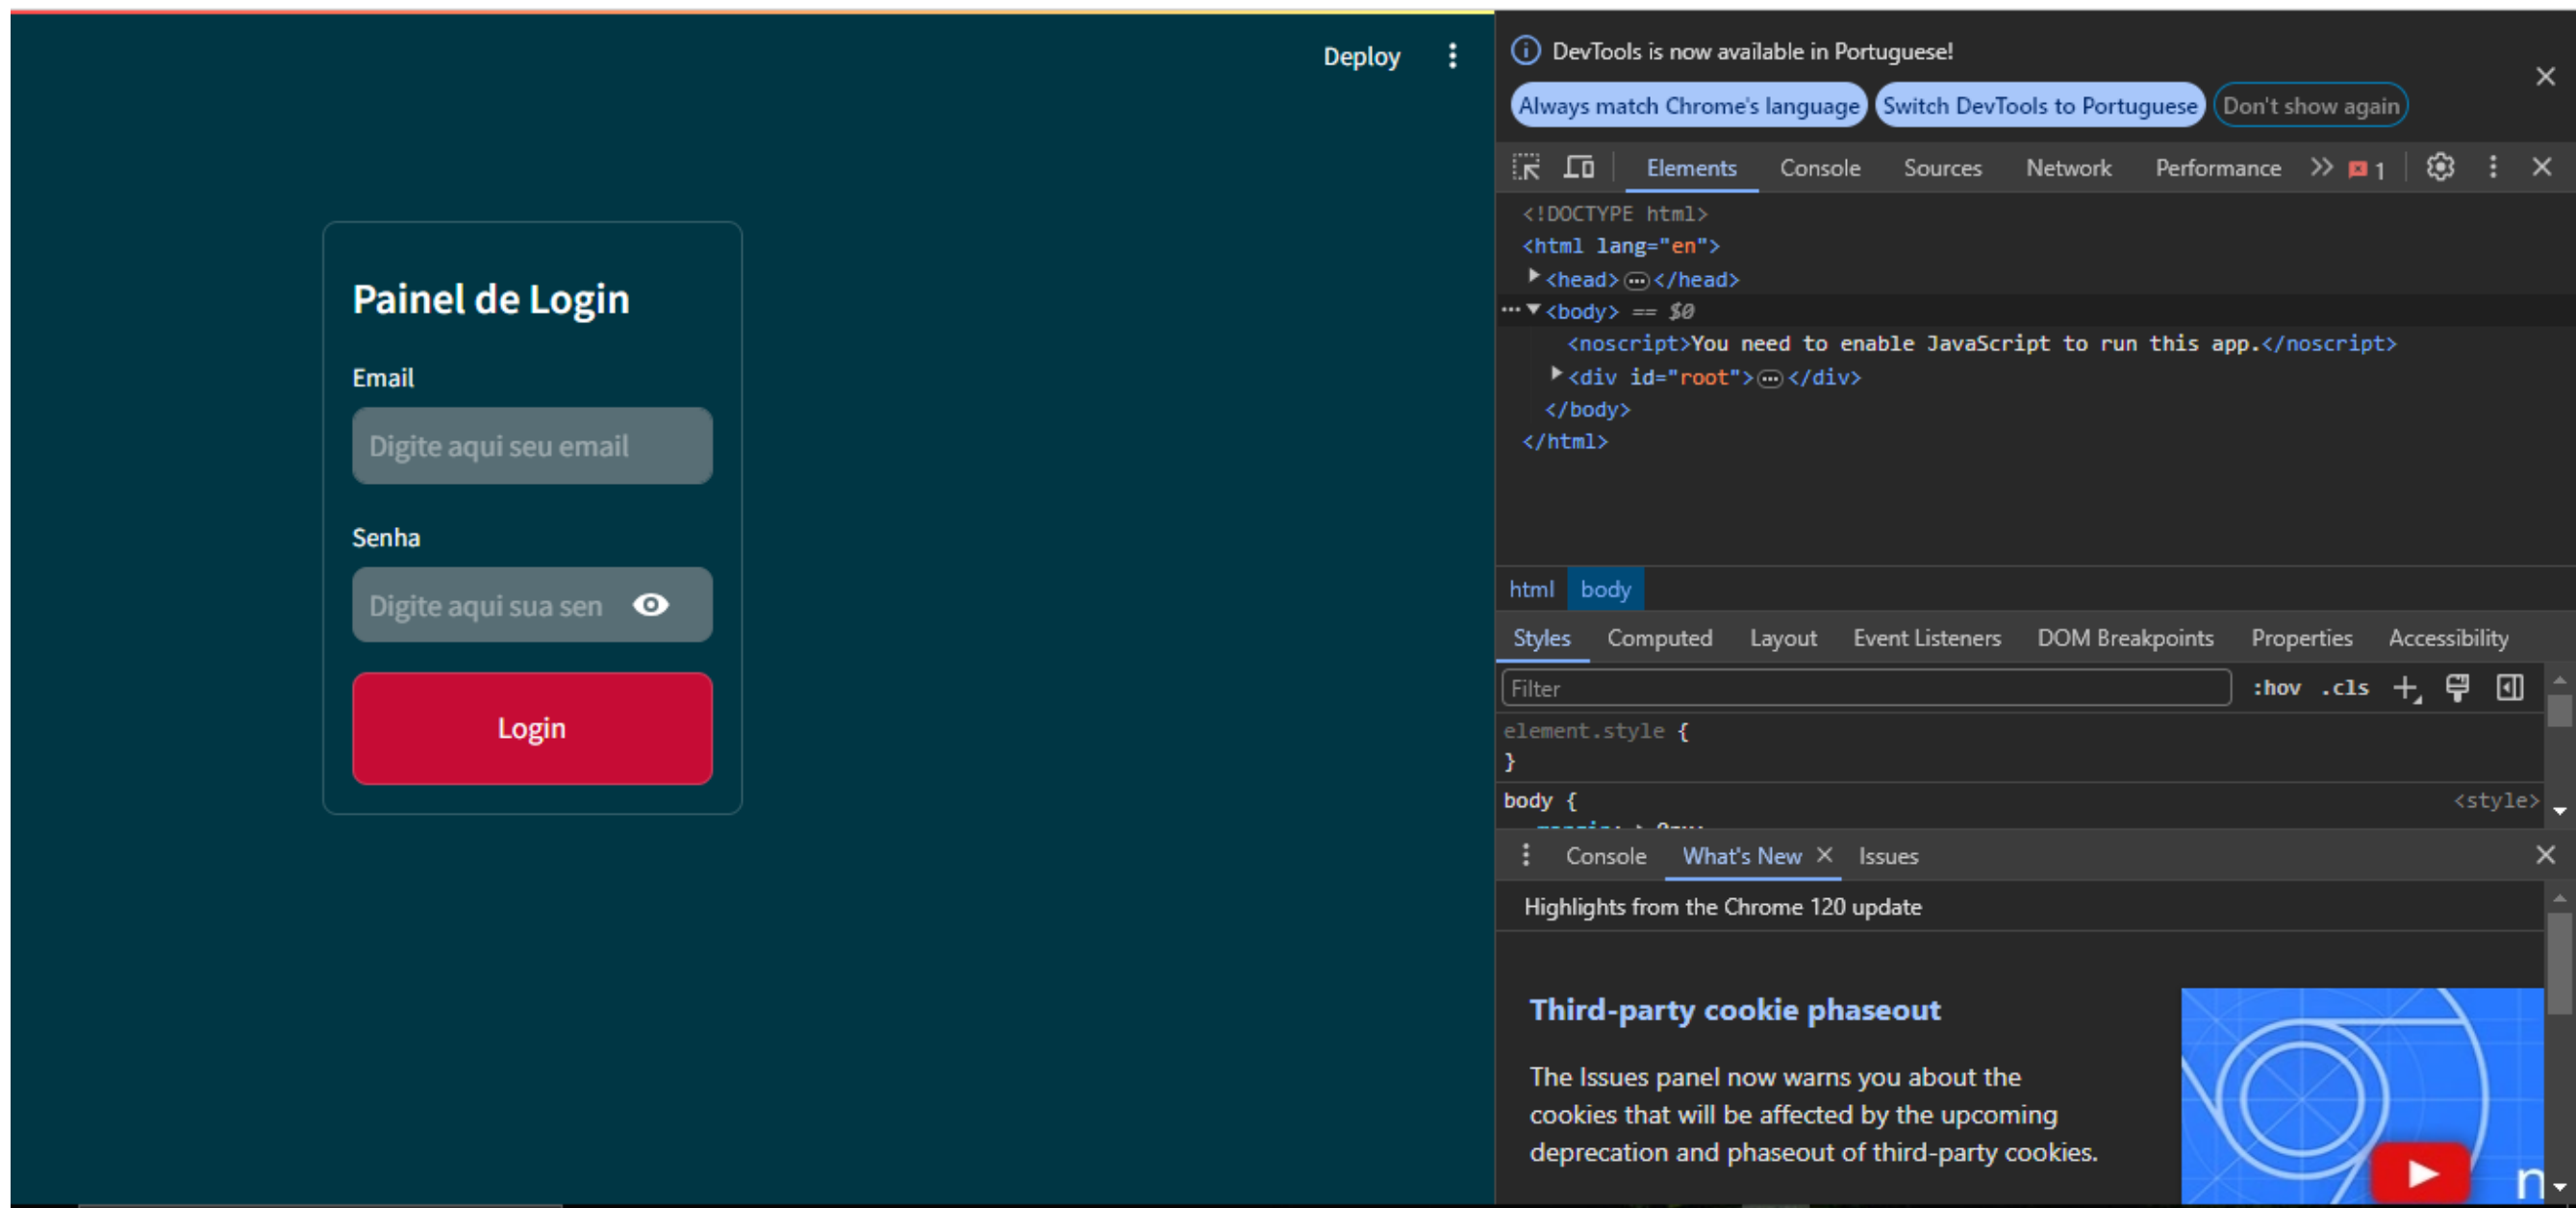 Deploy
Painel de Login
Email
Digite aqui seu email
Senha
Digite aqui sua sen
Login
DevTools is now available in Portuguese!
Always match Chrome's language Switch DevTools to Portuguese Don't show again
Elements Console Sources Network Performance 1
<!DOCTYPE html>
<html lang="en">
<head>…</head>
<body> == $0
<noscript>You need to enable JavaScript to run this app.</noscript>
<div id="root">…</div>
</body>
</html>
html body
Styles Computed Layout Event Listeners DOM Breakpoints Properties Accessibility
Filter :hov .cls
element.style {
}
body { <style>
Console What's New Issues
Highlights from the Chrome 120 update
Third-party cookie phaseout
The Issues panel now warns you about the
cookies that will be affected by the upcoming
deprecation and phaseout of third-party cookies.